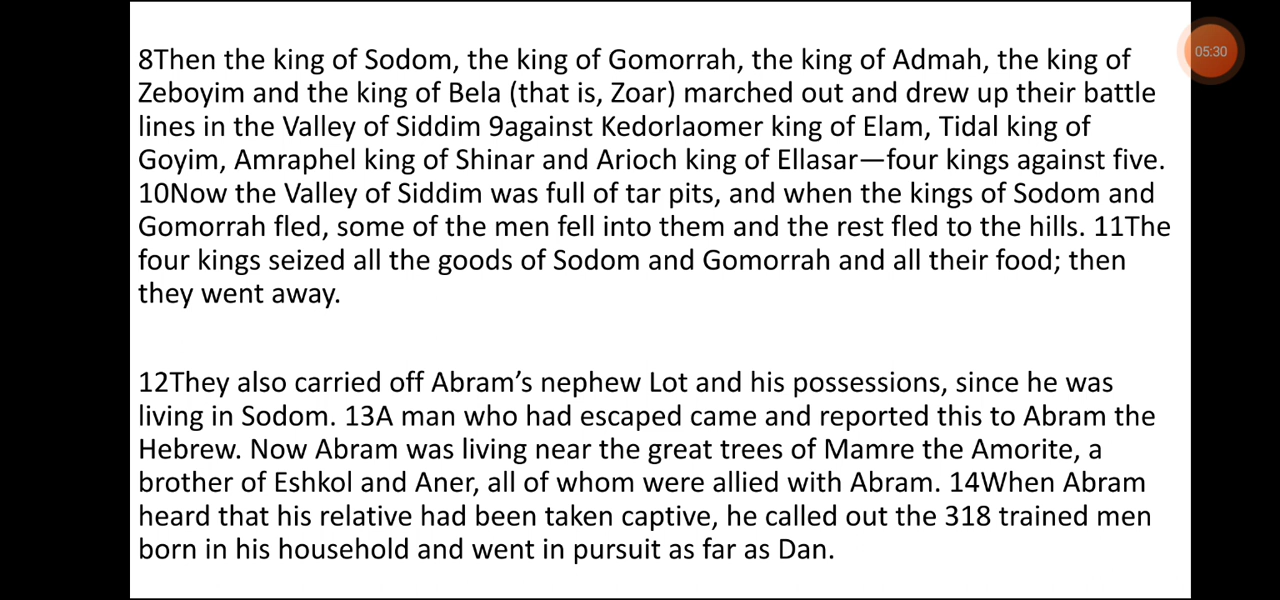 8Then the king of Sodom, the king of Gomorrah, the king of Admah, the king of
Zeboyim and the king of Bela (that is, Zoar) marched out and drew up their battle
lines in the Valley of Siddim 9against Kedorlaomer king of Elam, Tidal king of
Goyim, Amraphel king of Shinar and Arioch king of Ellasar—four kings against five.
10Now the Valley of Siddim was full of tar pits, and when the kings of Sodom and
Gomorrah fled, some of the men fell into them and the rest fled to the hills. 11The
four kings seized all the goods of Sodom and Gomorrah and all their food; then
they went away.
12They also carried off Abram’s nephew Lot and his possessions, since he was
living in Sodom. 13A man who had escaped came and reported this to Abram the
Hebrew. Now Abram was living near the great trees of Mamre the Amorite, a
brother of Eshkol and Aner, all of whom were allied with Abram. 14When Abram
heard that his relative had been taken captive, he called out the 318 trained men
born in his household and went in pursuit as far as Dan.
05:30